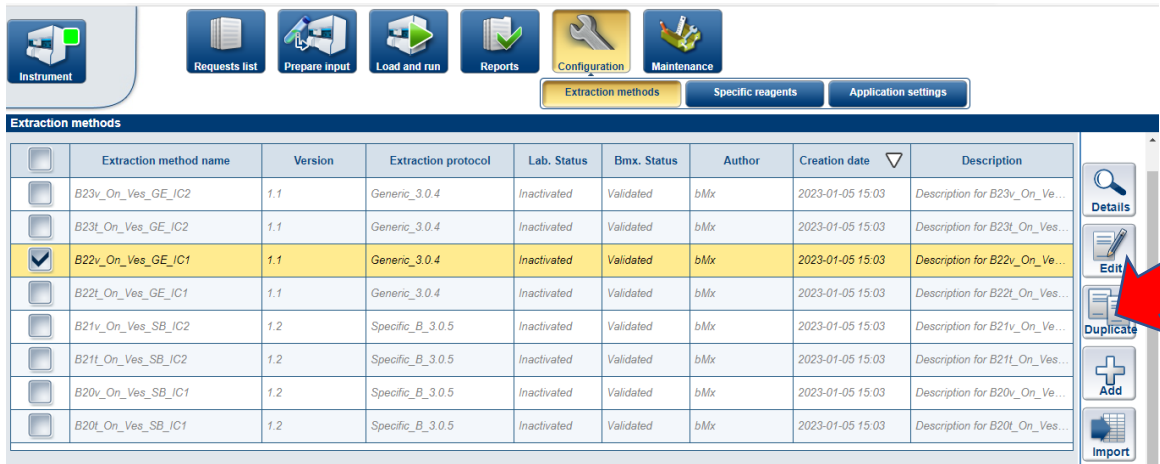 Instrument
Requests list
Prepare input
Load and run
Reports
Configuration
Maintenance
Extraction methods
Specific reagents
Application settings
Extraction methods
Extraction method name Version Extraction protocol Lab. Status Bmx. Status Author Creation date Description
B23v_On_Ves_GE_IC2 1.1 Generic_3.0.4 Inactivated Validated bMx 2023-01-05 15:03 Description for B23v_On_Ve...
B23t_On_Ves_GE_IC2 1.1 Generic_3.0.4 Inactivated Validated bMx 2023-01-05 15:03 Description for B23t_On_Ves...
B22v_On_Ves_GE_IC1 1.1 Generic_3.0.4 Inactivated Validated bMx 2023-01-05 15:03 Description for B22v_On_Ve...
B22t_On_Ves_GE_IC1 1.1 Generic_3.0.4 Inactivated Validated bMx 2023-01-05 15:03 Description for B22t_On_Ves...
B21v_On_Ves_SB_IC2 1.2 Specific_B_3.0.5 Inactivated Validated bMx 2023-01-05 15:03 Description for B21v_On_Ve...
B21t_On_Ves_SB_IC2 1.2 Specific_B_3.0.5 Inactivated Validated bMx 2023-01-05 15:03 Description for B21t_On_Ves...
B20v_On_Ves_SB_IC1 1.2 Specific_B_3.0.5 Inactivated Validated bMx 2023-01-05 15:03 Description for B20v_On_Ve...
B20t_On_Ves_SB_IC1 1.2 Specific_B_3.0.5 Inactivated Validated bMx 2023-01-05 15:03 Description for B20t_On_Ves...
Details
Edit
Duplicate
Add
Import